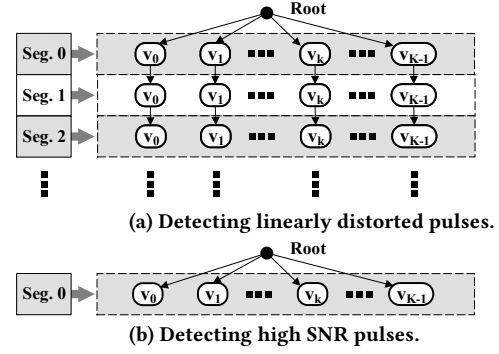 Root
Seg. 0 v0 v1 vk vK-1
Seg. 1 v0 v1 vk vK-1
Seg. 2 v0 v1 vk vK-1
(a) Detecting linearly distorted pulses.
Root
Seg. 0 v0 v1 vk vK-1
(b) Detecting high SNR pulses.